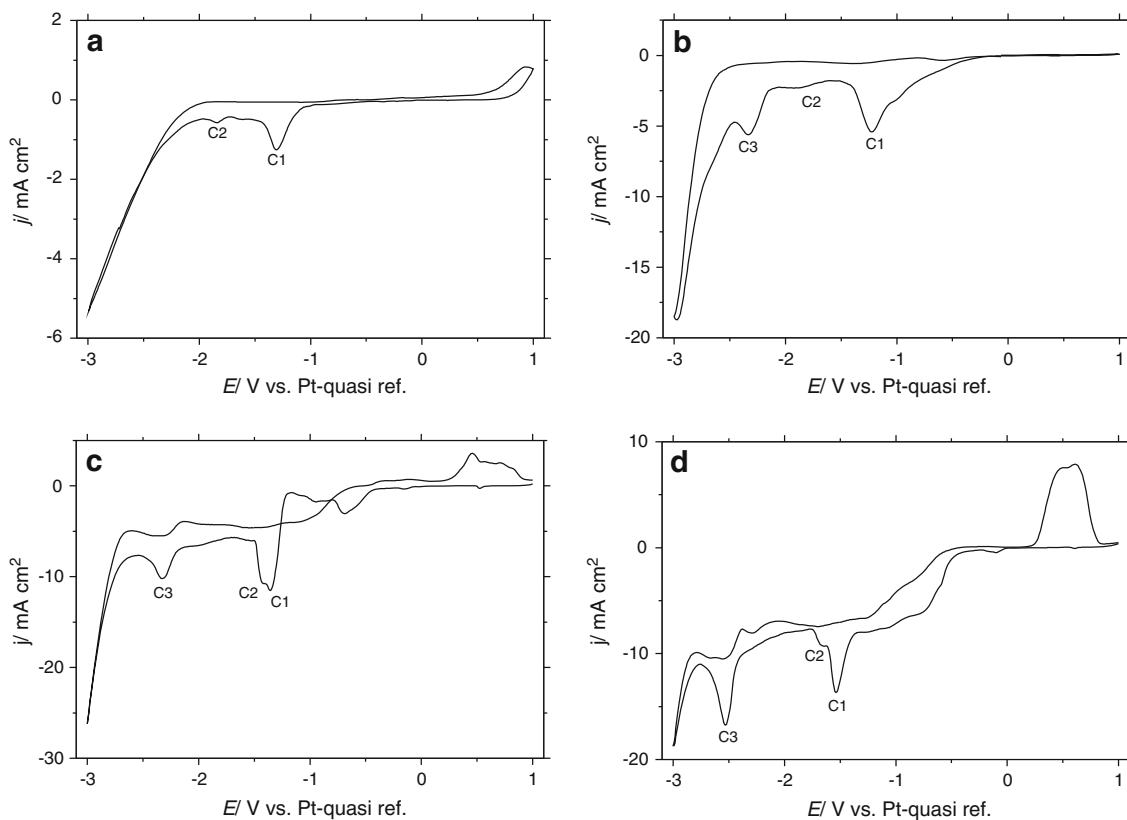 a
2
0
-2
-4
-6
j/ mA cm²
C2
C1
-3
-2
-1
0
1
E/ V vs. Pt-quasi ref.
b
0
-5
-10
-15
-20
j/ mA cm²
C3
C2
C1
-3
-2
-1
0
1
E/ V vs. Pt-quasi ref.
c
0
-10
-20
-30
j/ mA cm²
C3
C2
C1
-3
-2
-1
0
1
E/ V vs. Pt-quasi ref.
d
10
0
-10
-20
j/ mA cm²
C3
C2
C1
-3
-2
-1
0
1
E/ V vs. Pt-quasi ref.